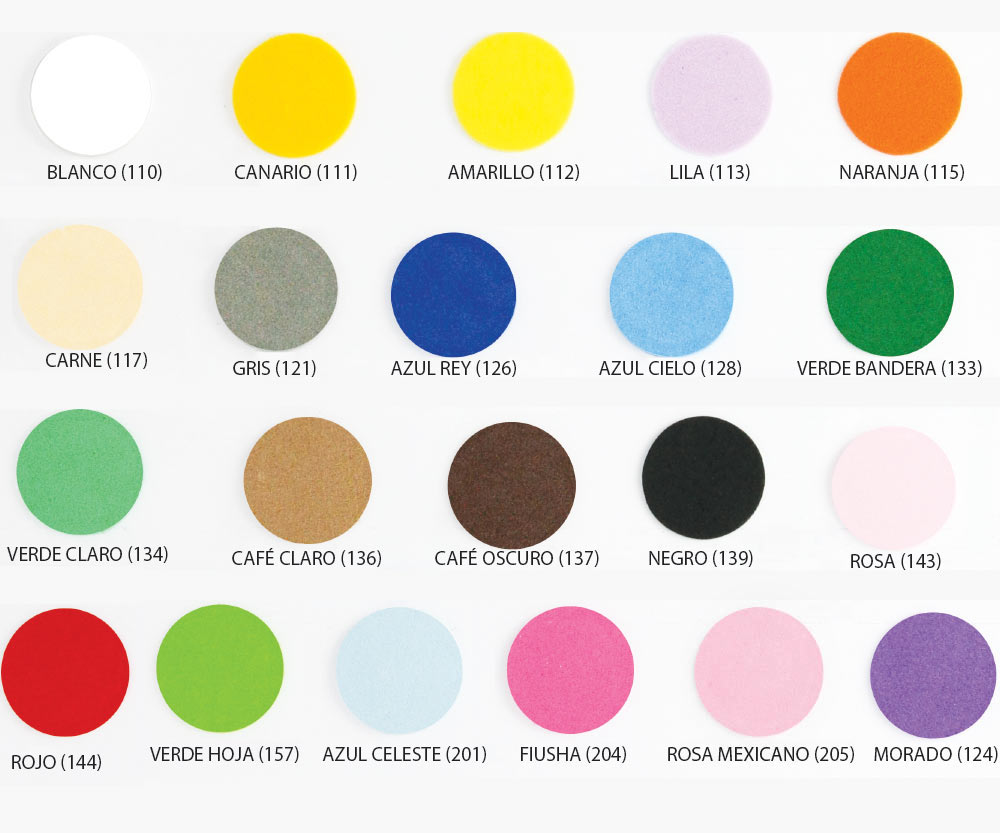 BLANCO (110)
CANARIO (111)
AMARILLO (112)
LILA (113)
NARANJA (115)
CARNE (117)
GRIS (121)
AZUL REY (126)
AZUL CIELO (128)
VERDE BANDERA (133)
VERDE CLARO (134)
CAFÉ CLARO (136)
CAFÉ OSCURO (137)
NEGRO (139)
ROSA (143)
ROJO (144)
VERDE HOJA (157)
AZUL CELESTE (201)
FIUSHA (204)
ROSA MEXICANO (205)
MORADO (124)